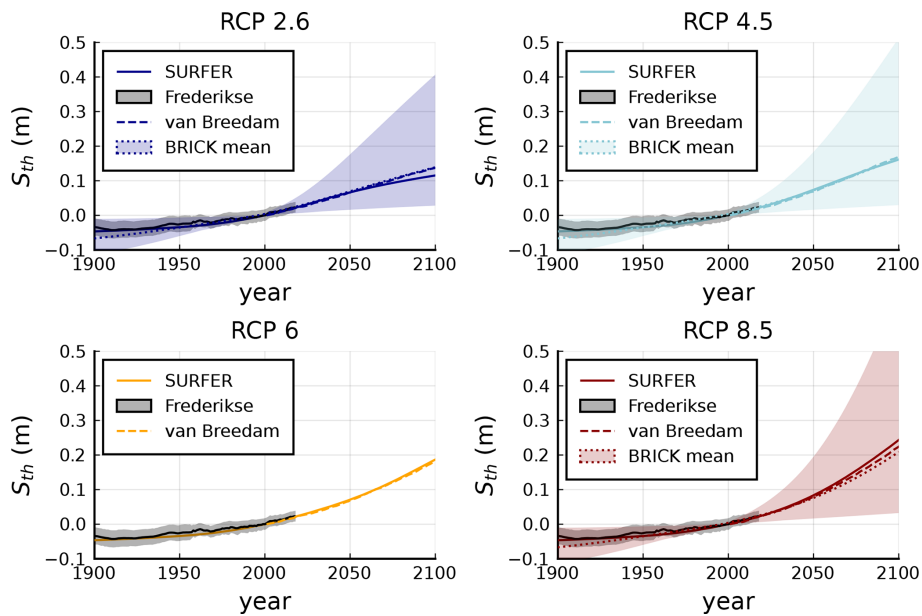 RCP 2.6
0.5
0.4
0.3
0.2
0.1
0.0
−0.1
S_th (m)
SURFER
Frederikse
van Breedam
BRICK mean
1900
1950
2000
2050
2100
year
RCP 4.5
0.5
0.4
0.3
0.2
0.1
0.0
−0.1
S_th (m)
SURFER
Frederikse
van Breedam
BRICK mean
1900
1950
2000
2050
2100
year
RCP 6
0.5
0.4
0.3
0.2
0.1
0.0
−0.1
S_th (m)
SURFER
Frederikse
van Breedam
1900
1950
2000
2050
2100
year
RCP 8.5
0.5
0.4
0.3
0.2
0.1
0.0
−0.1
S_th (m)
SURFER
Frederikse
van Breedam
BRICK mean
1900
1950
2000
2050
2100
year